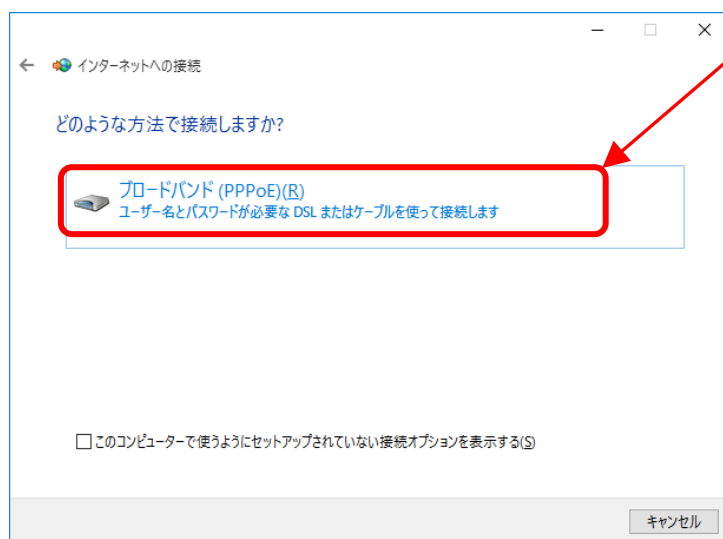 インターネットへの接続
どのような方法で接続しますか?
ブロードバンド (PPPoE)(R)
ユーザー名とパスワードが必要な DSL またはケーブルを使って接続します
このコンピューターで使うようにセットアップされていない接続オプションを表示する(S)
キャンセル